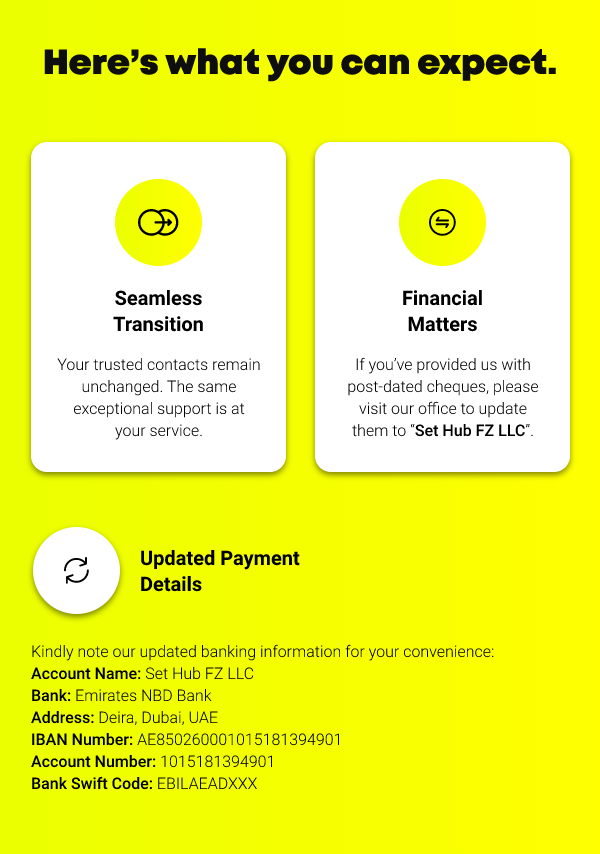 Here’s what you can expect.
Seamless
Transition
Your trusted contacts remain
unchanged. The same
exceptional support is at
your service.
Financial
Matters
If you’ve provided us with
post-dated cheques, please
visit our office to update
them to “Set Hub FZ LLC”.
Updated Payment
Details
Kindly note our updated banking information for your convenience:
Account Name: Set Hub FZ LLC
Bank: Emirates NBD Bank
Address: Deira, Dubai, UAE
IBAN Number: AE850260001015181394901
Account Number: 1015181394901
Bank Swift Code: EBILAEADXXX